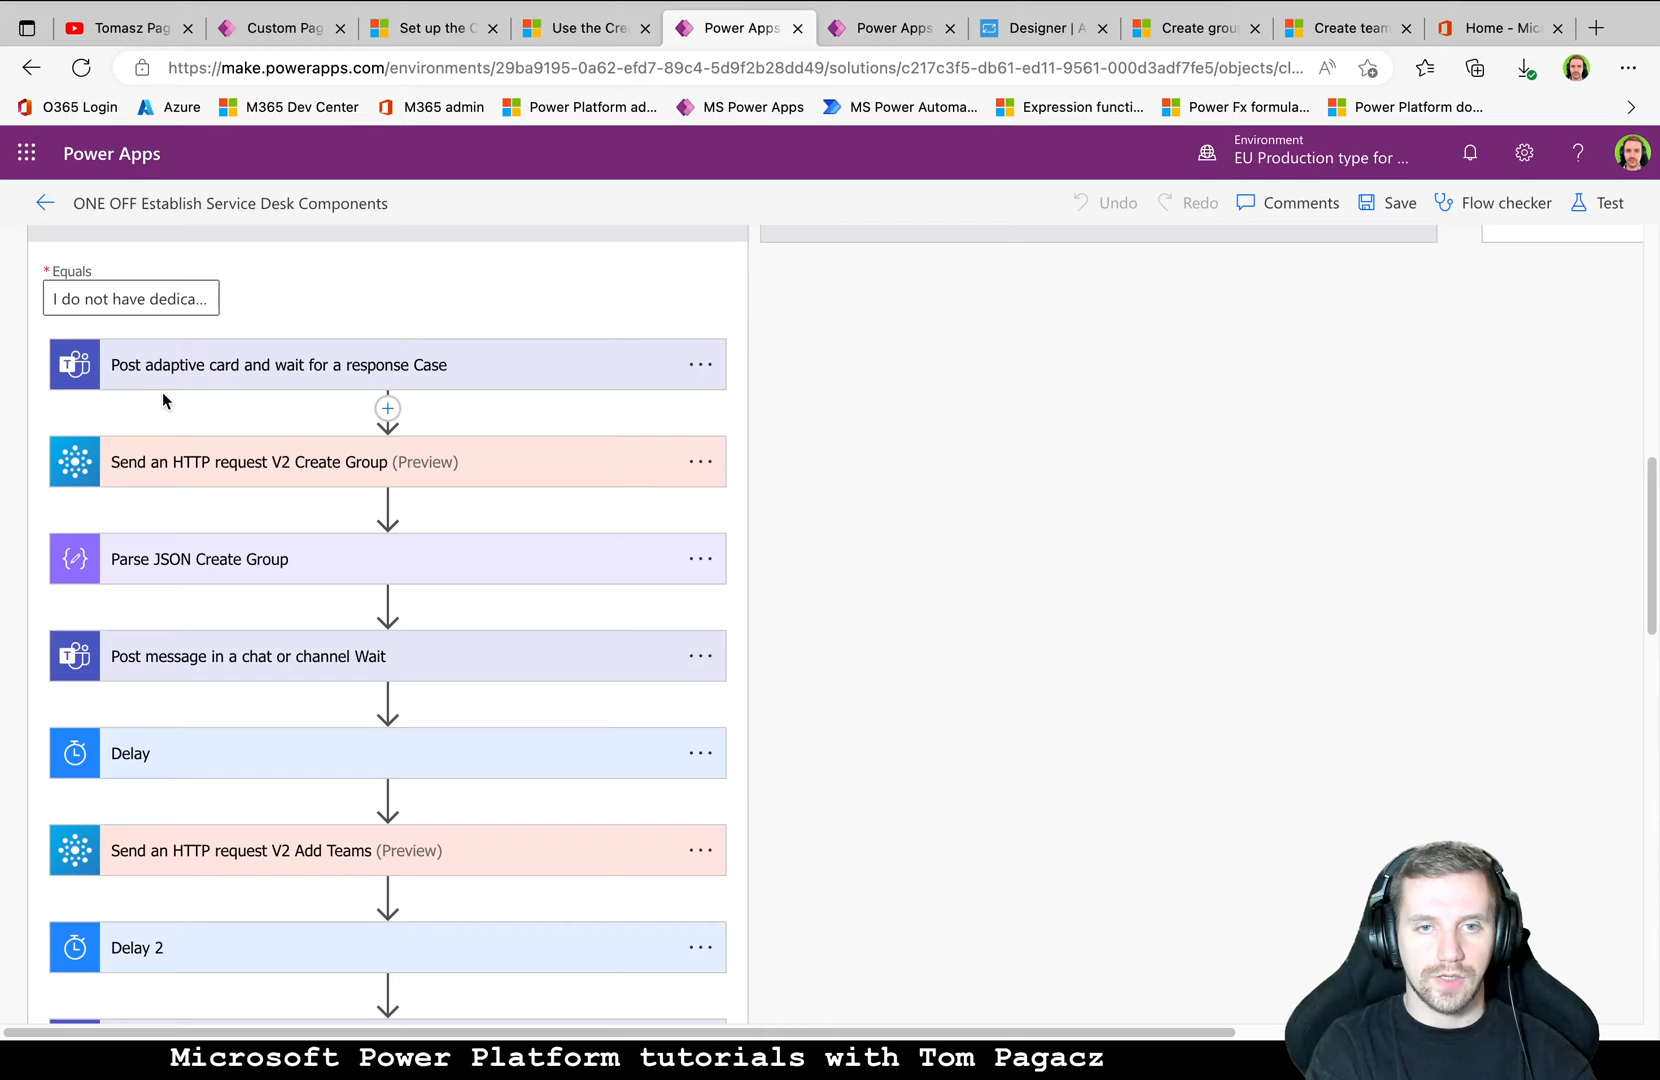 Tomasz Pag
Custom Pag
Set up the C
Use the Cre
Power Apps
Power Apps
Designer | A
Create grou
Create team
Home - Mic
https://make.powerapps.com/environments/29ba9195-0a62-efd7-89c4-5d9f2b28dd49/solutions/c217c3f5-db61-ed11-9561-000d3adf7fe5/objects/cl...
O365 Login
Azure
M365 Dev Center
M365 admin
Power Platform ad...
MS Power Apps
MS Power Automa...
Expression functi...
Power Fx formula...
Power Platform do...
Power Apps
Environment
EU Production type for ...
ONE OFF Establish Service Desk Components
Undo
Redo
Comments
Save
Flow checker
Test
* Equals
I do not have dedica...
Post adaptive card and wait for a response Case
Send an HTTP request V2 Create Group (Preview)
Parse JSON Create Group
Post message in a chat or channel Wait
Delay
Send an HTTP request V2 Add Teams (Preview)
Delay 2
Microsoft Power Platform tutorials with Tom Pagacz